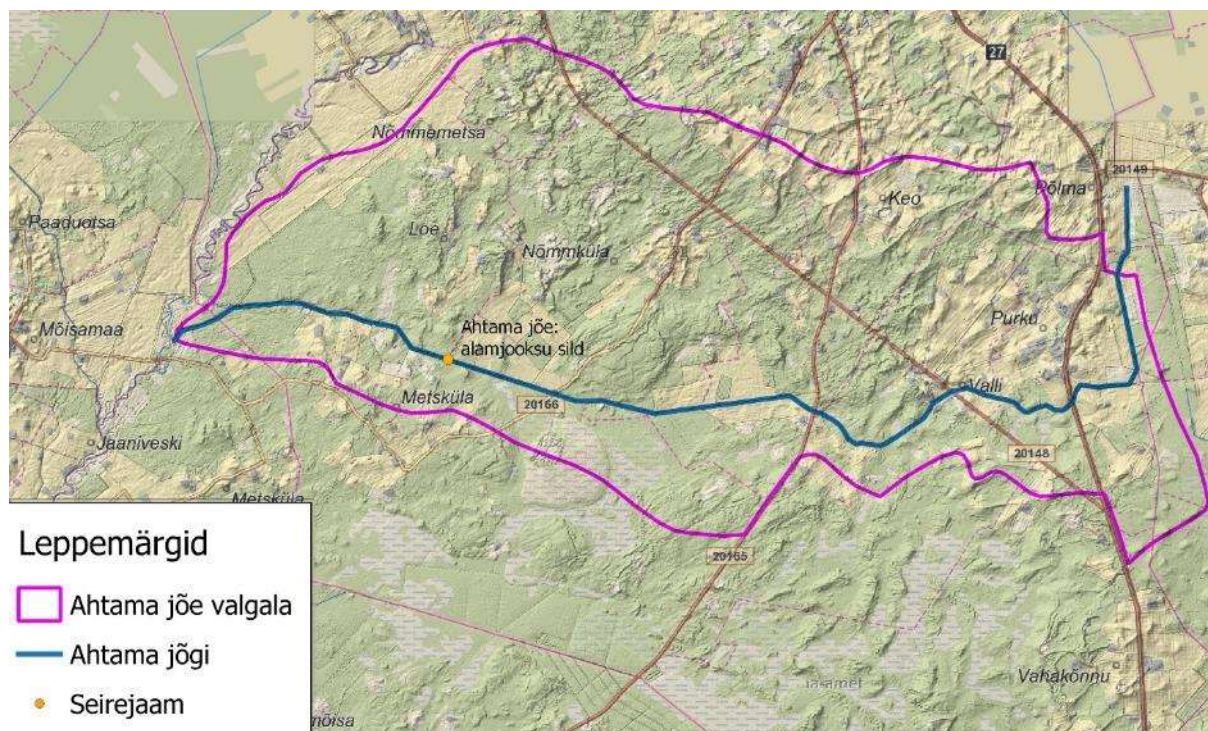 27
Nõmmemetsa
20149
Põlma
Keo
Paaduotsa
Loe
Nõmmküla
Mõisamaa
Purku
Ahtama jõe:
alamjooksu sild
Valli
Metsküla
20166
Jaaniveski
20148
Metsküla
20165
Leppemärgid
Ahtama jõe valgala
Ahtama jõgi
Seirejaam
Vahakõnnu